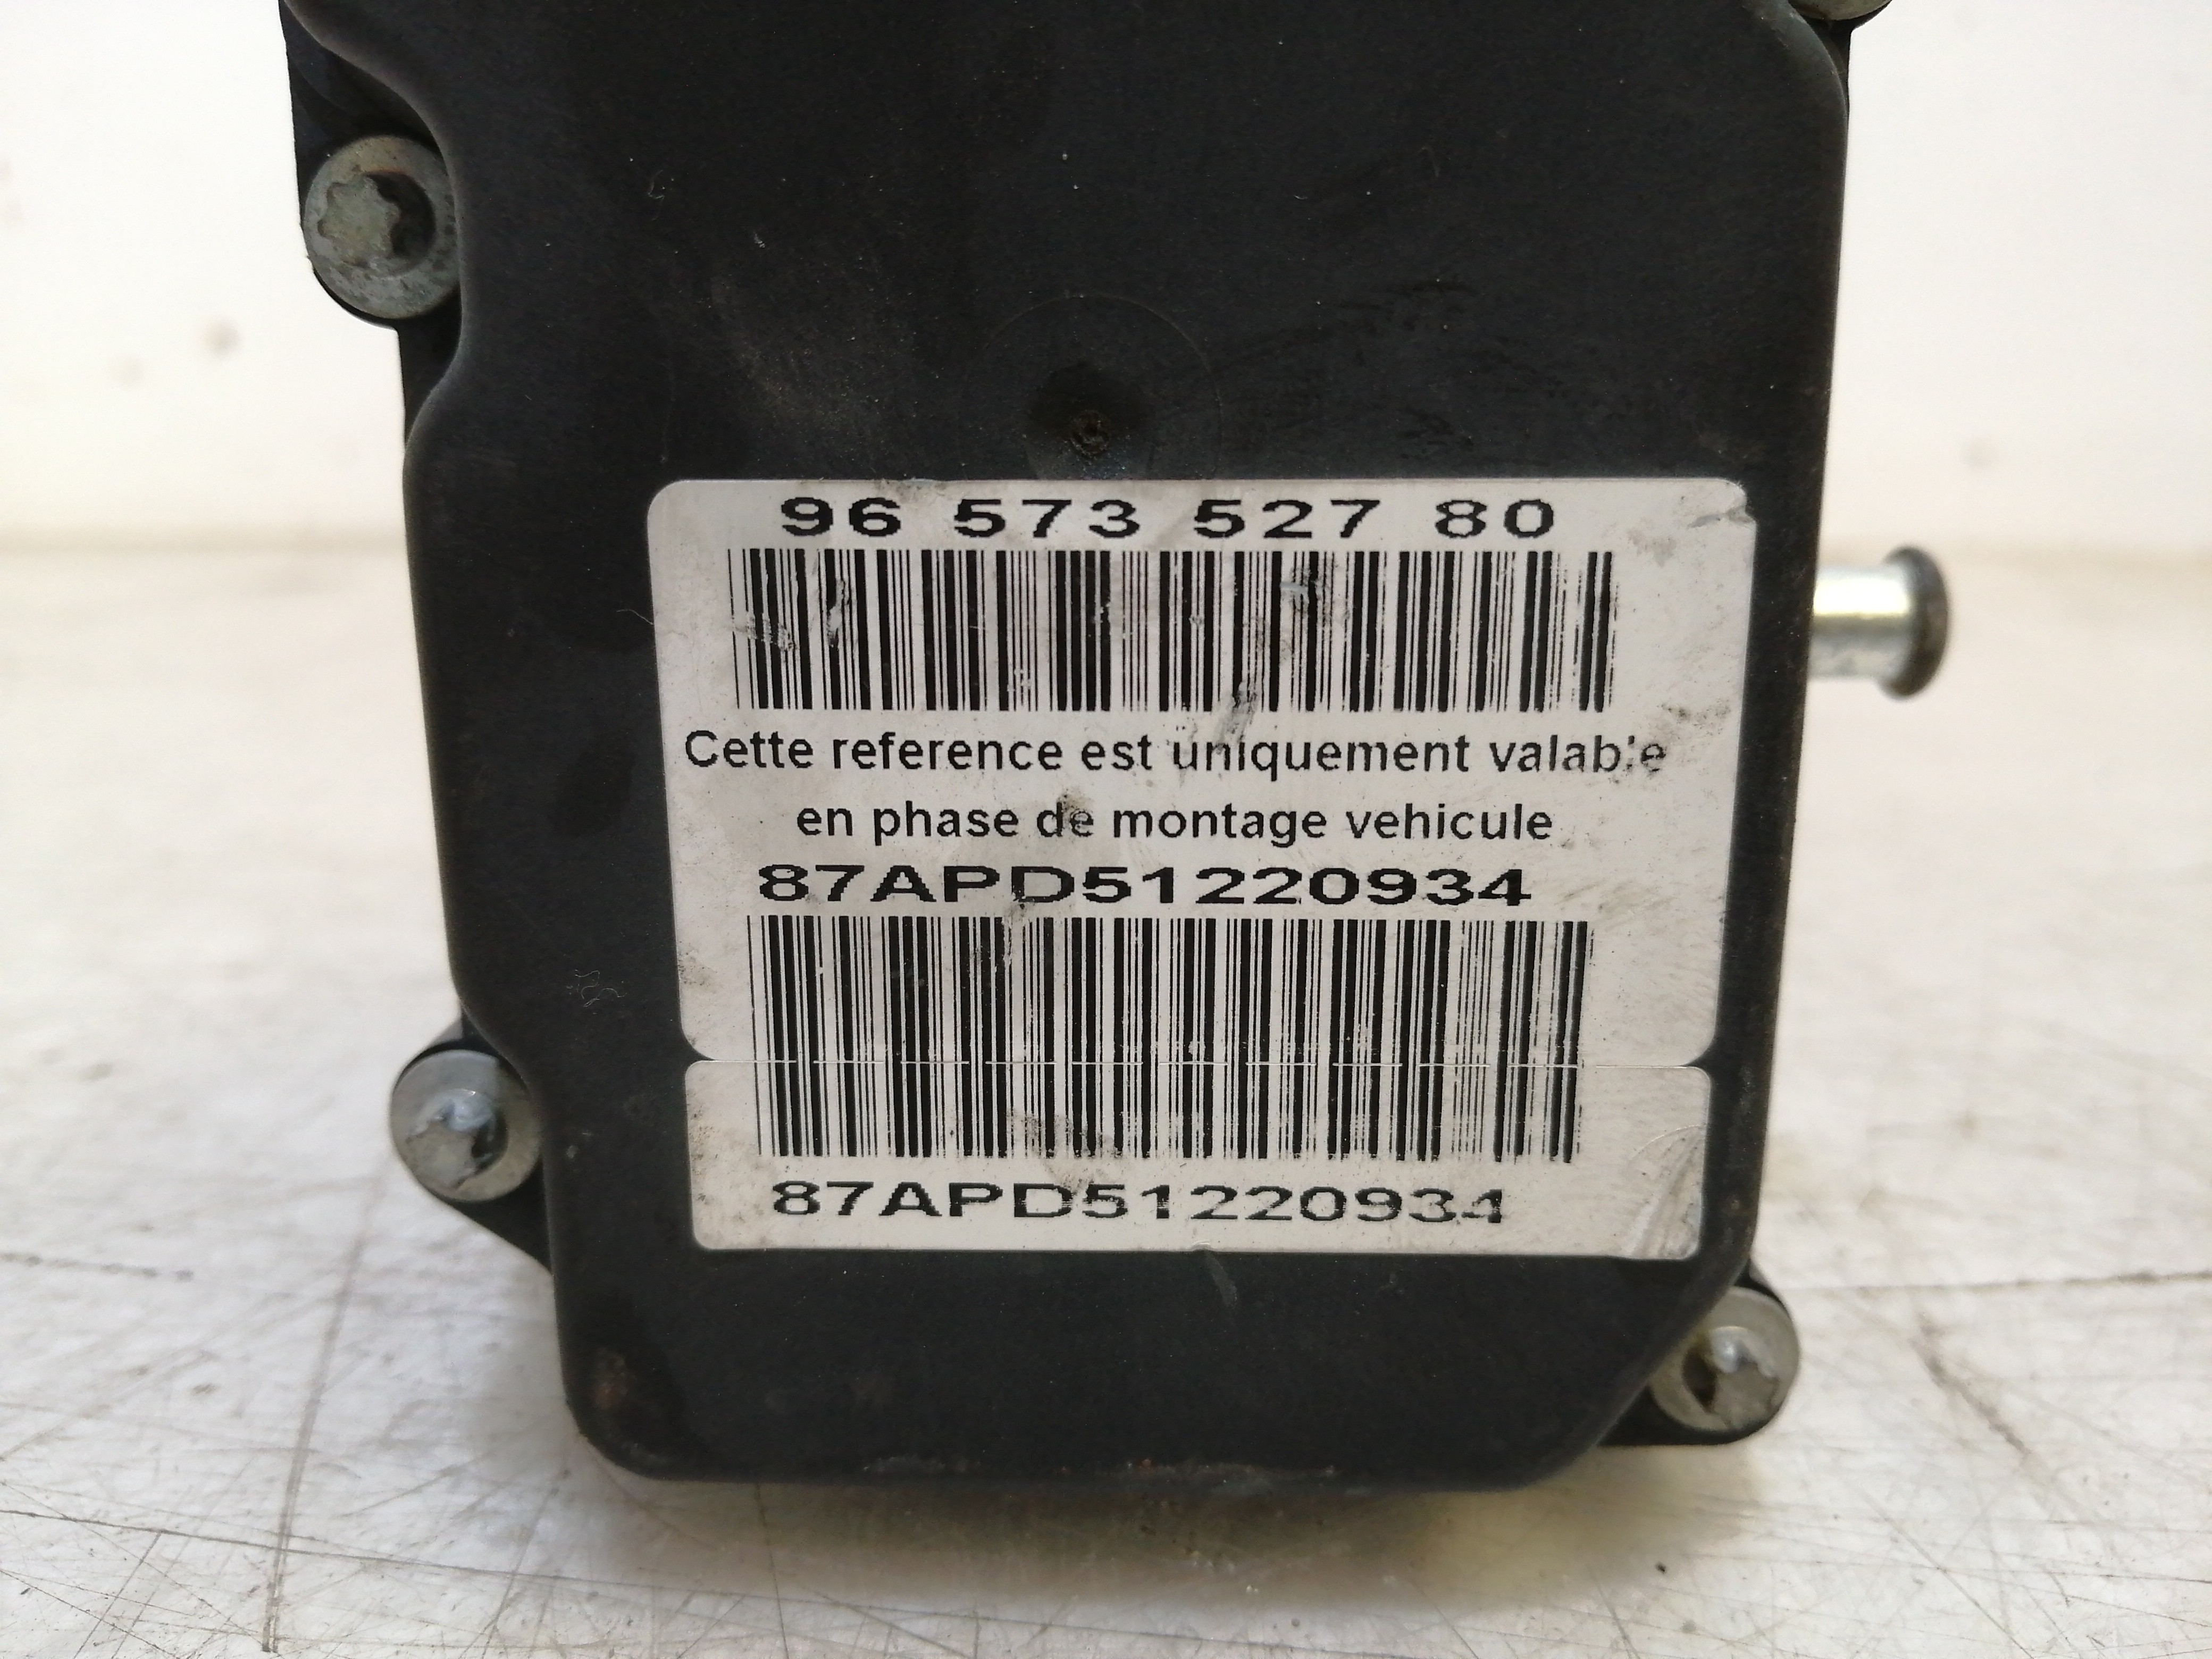 96 573 527 80
Cette reference est uniquement valable
en phase de montage vehicule
87APD51220934
87APD51220934